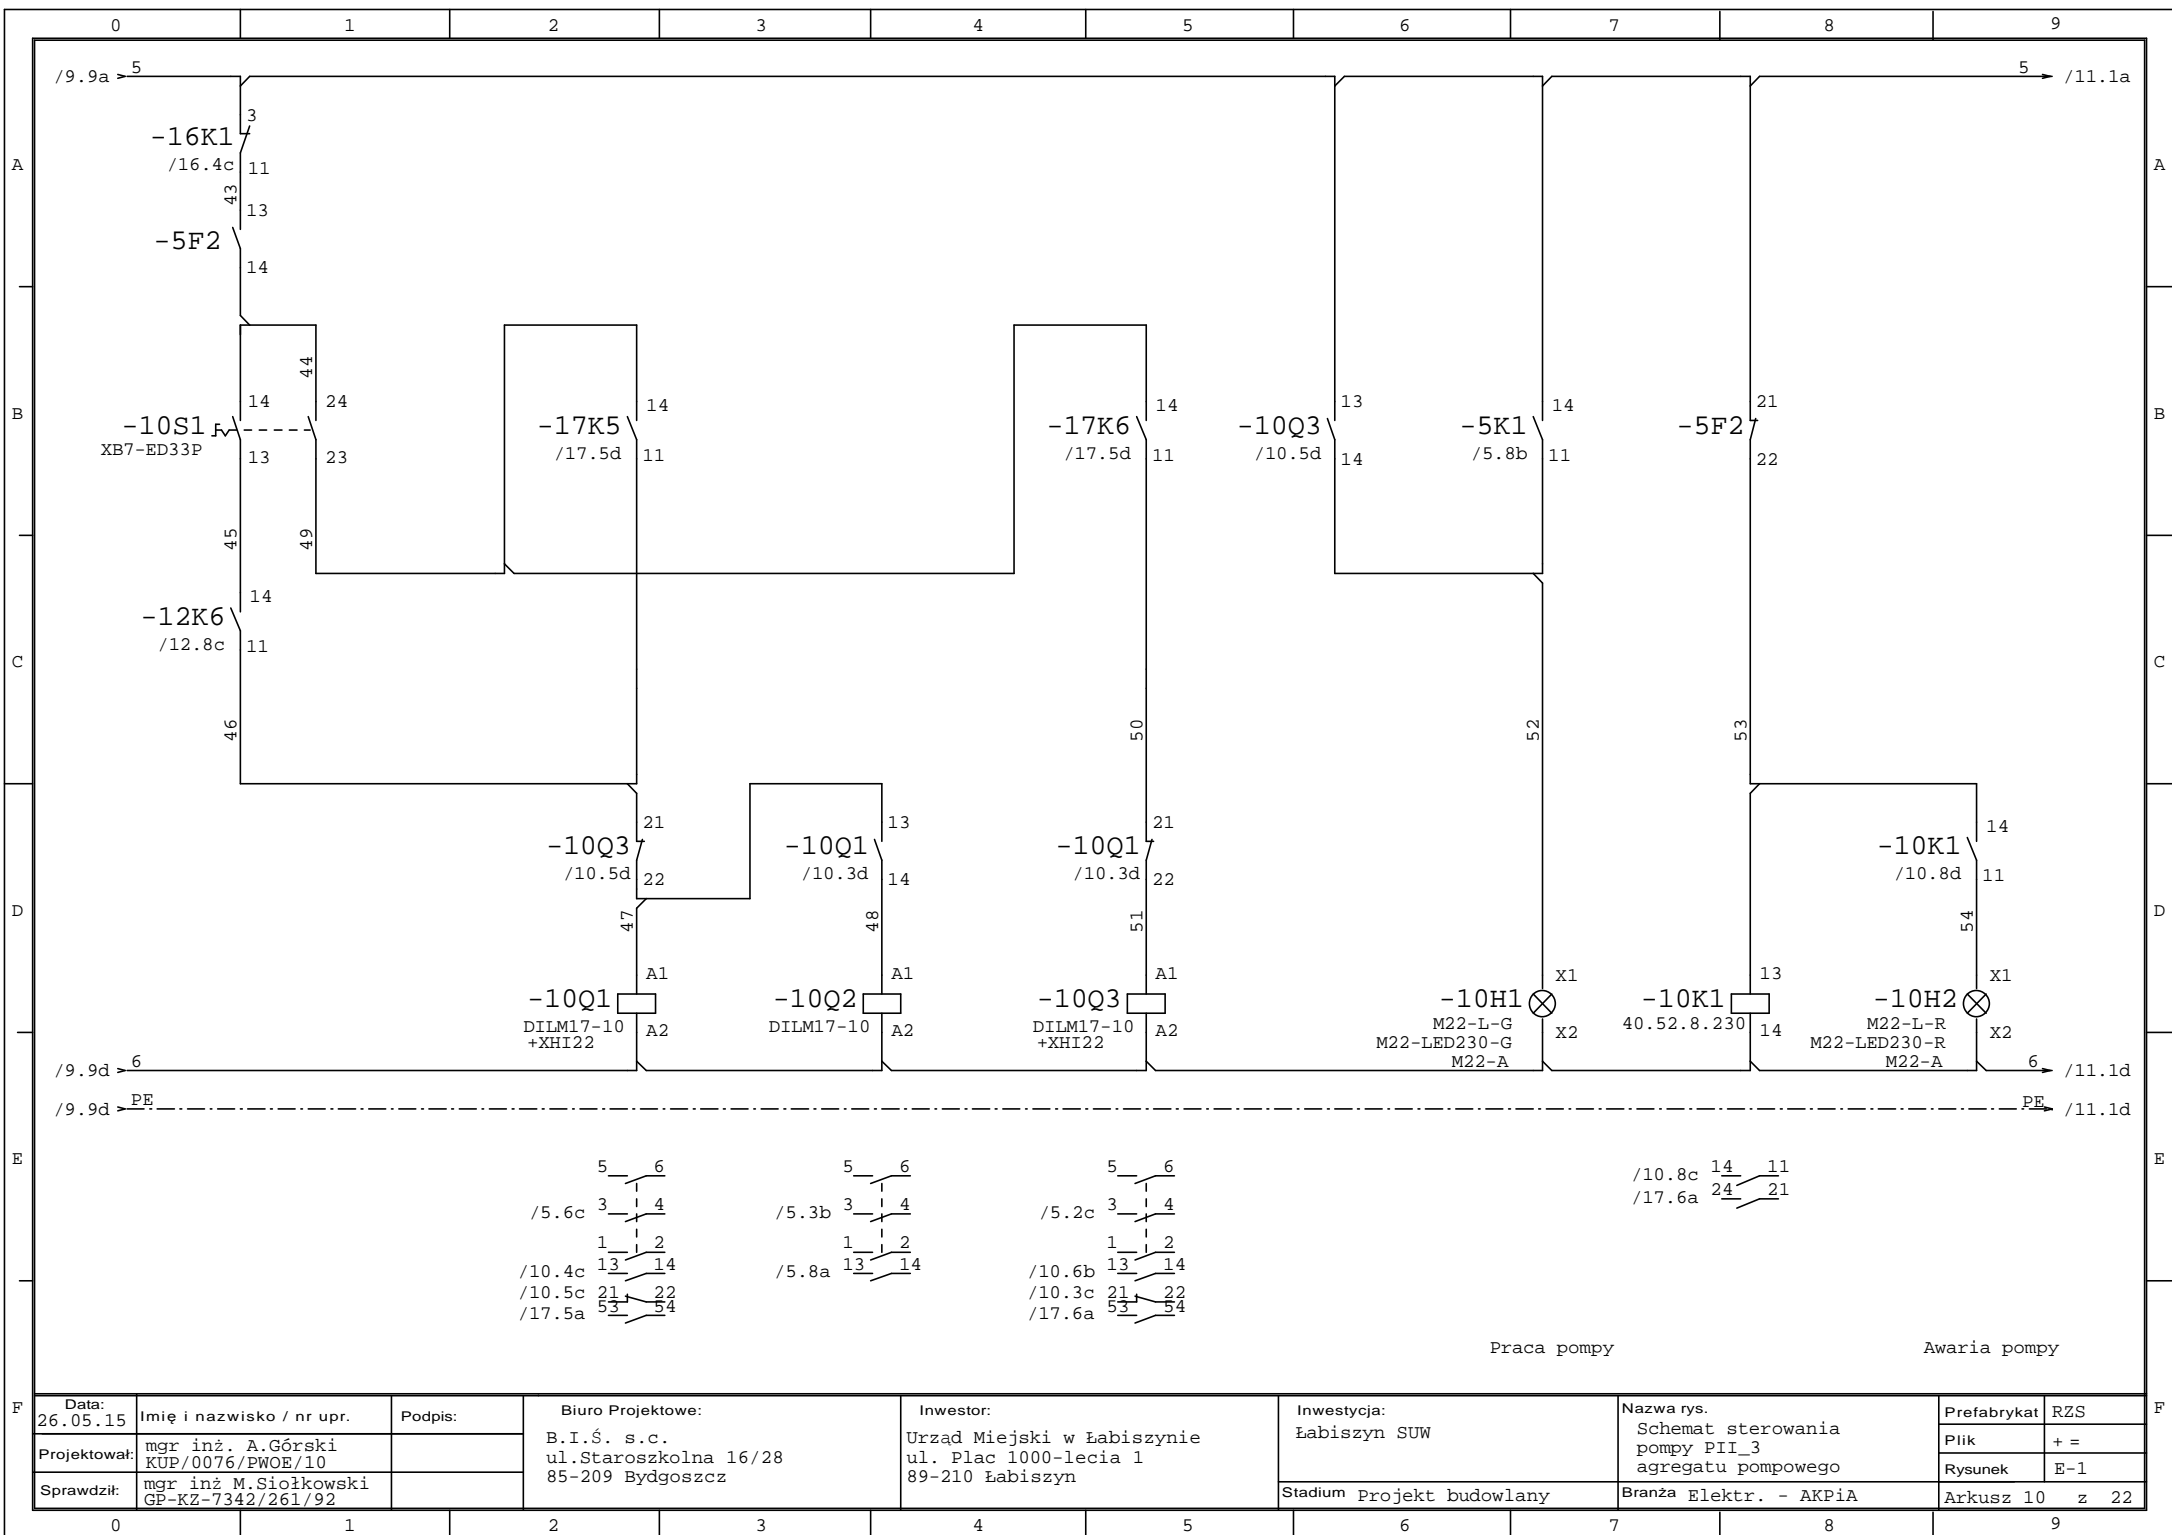 0 1 2 3 4 5 6 7 8 9
/9.9a 5 5 /11.1a
3
-16K1
/16.4c 11
A A
43
13
-5F2
14
44
14 24 14 14 13 14 21
B -10S1 -17K5 -17K6 -10Q3 -5K1 -5F2 B
XB7-ED33P /17.5d 11 /17.5d 11 /10.5d 14 /5.8b 11 22
13 23
45 49
14
-12K6
/12.8c 11
C C
46 50 52 53
21 13 21 14
-10Q3 -10Q1 -10Q1 -10K1
/10.5d 22 /10.3d 14 /10.3d 22 /10.8d 11
D D
47 48 51 54
A1 A1 A1 X1 13 X1
-10Q1 -10Q2 -10Q3 -10H1 -10K1 -10H2
DILM17-10 A2 DILM17-10 A2 DILM17-10 A2 M22-L-G X2 40.52.8.230 14 M22-L-R X2
+XHI22 +XHI22 M22-LED230-G M22-LED230-R
M22-A M22-A
/9.9d 6 6 /11.1d
/9.9d PE PE /11.1d
E E
5 6 5 6 5 6 /10.8c 14 11
/5.6c 3 4 /5.3b 3 4 /5.2c 3 4 /17.6a 24 21
1 2 1 2 1 2
/10.4c 13 14 /5.8a 13 14 /10.6b 13 14
/10.5c 21 22 /10.3c 21 22
/17.5a 53 54 /17.6a 53 54
Praca pompy Awaria pompy
F F
Data:
26.05.15
Imię i nazwisko / nr upr.
Podpis:
Projektował:
mgr inż. A.Górski
KUP/0076/PWOE/10
Sprawdził:
mgr inż M.Siołkowski
GP-KZ-7342/261/92
Biuro Projektowe:
B.I.Ś. s.c.
ul.Staroszkolna 16/28
85-209 Bydgoszcz
Inwestor:
Urząd Miejski w Łabiszynie
ul. Plac 1000-lecia 1
89-210 Łabiszyn
Inwestycja:
Łabiszyn SUW
Stadium Projekt budowlany
Nazwa rys.
Schemat sterowania
pompy PII_3
agregatu pompowego
Branża Elektr. - AKPiA
Prefabrykat RZS
Plik + =
Rysunek E-1
Arkusz 10 z 22
0 1 2 3 4 5 6 7 8 9